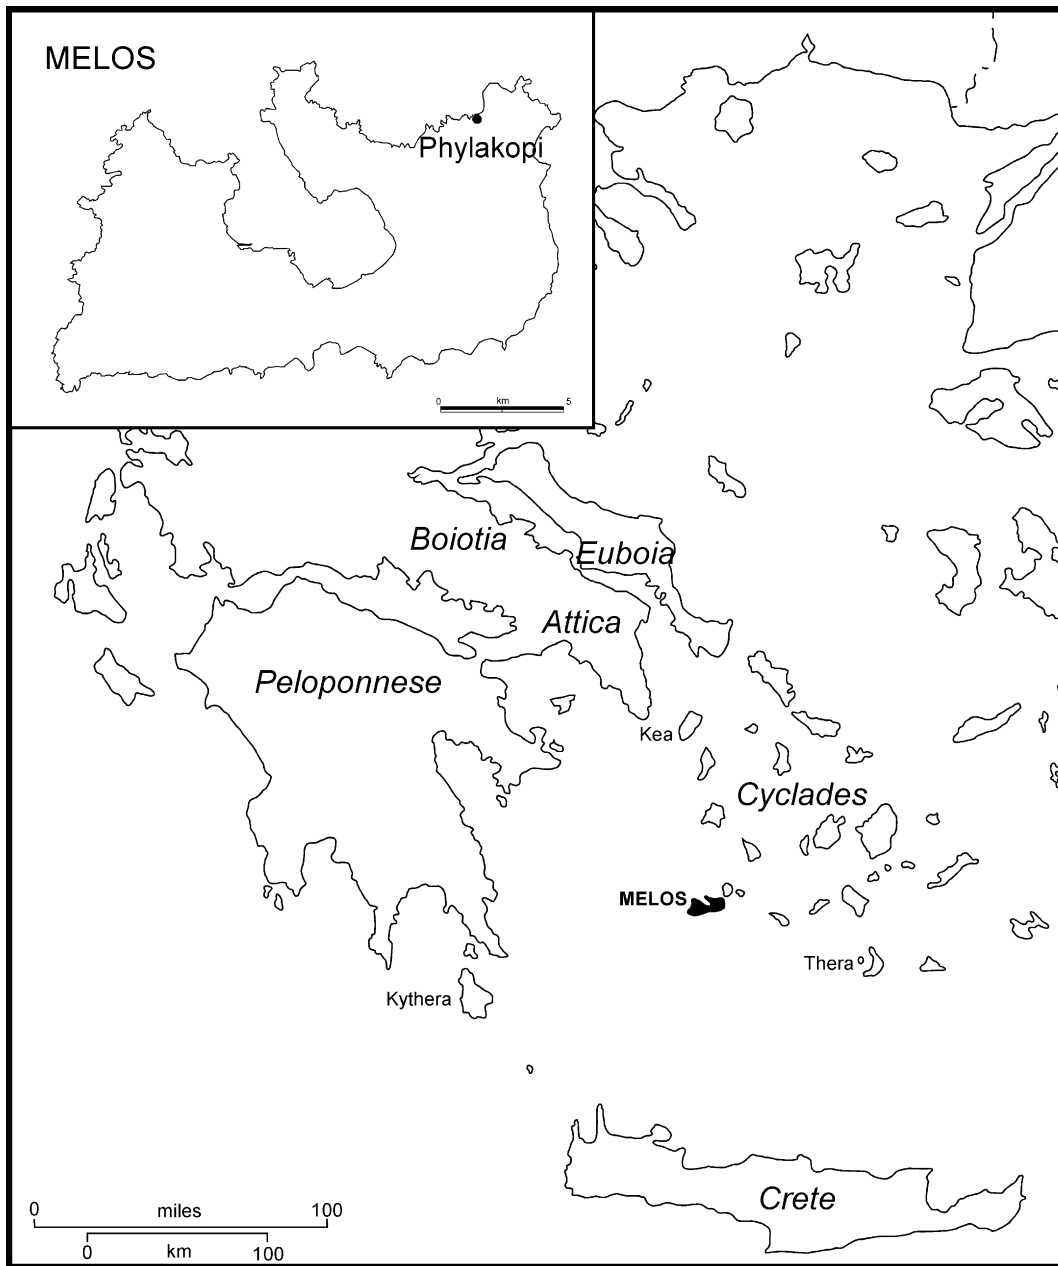 MELOS
Phylakopi
0 km 5
Boiotia
Euboia
Attica
Peloponnese
Kea
Cyclades
MELOS
Thera
Kythera
Crete
0 miles 100
0 km 100